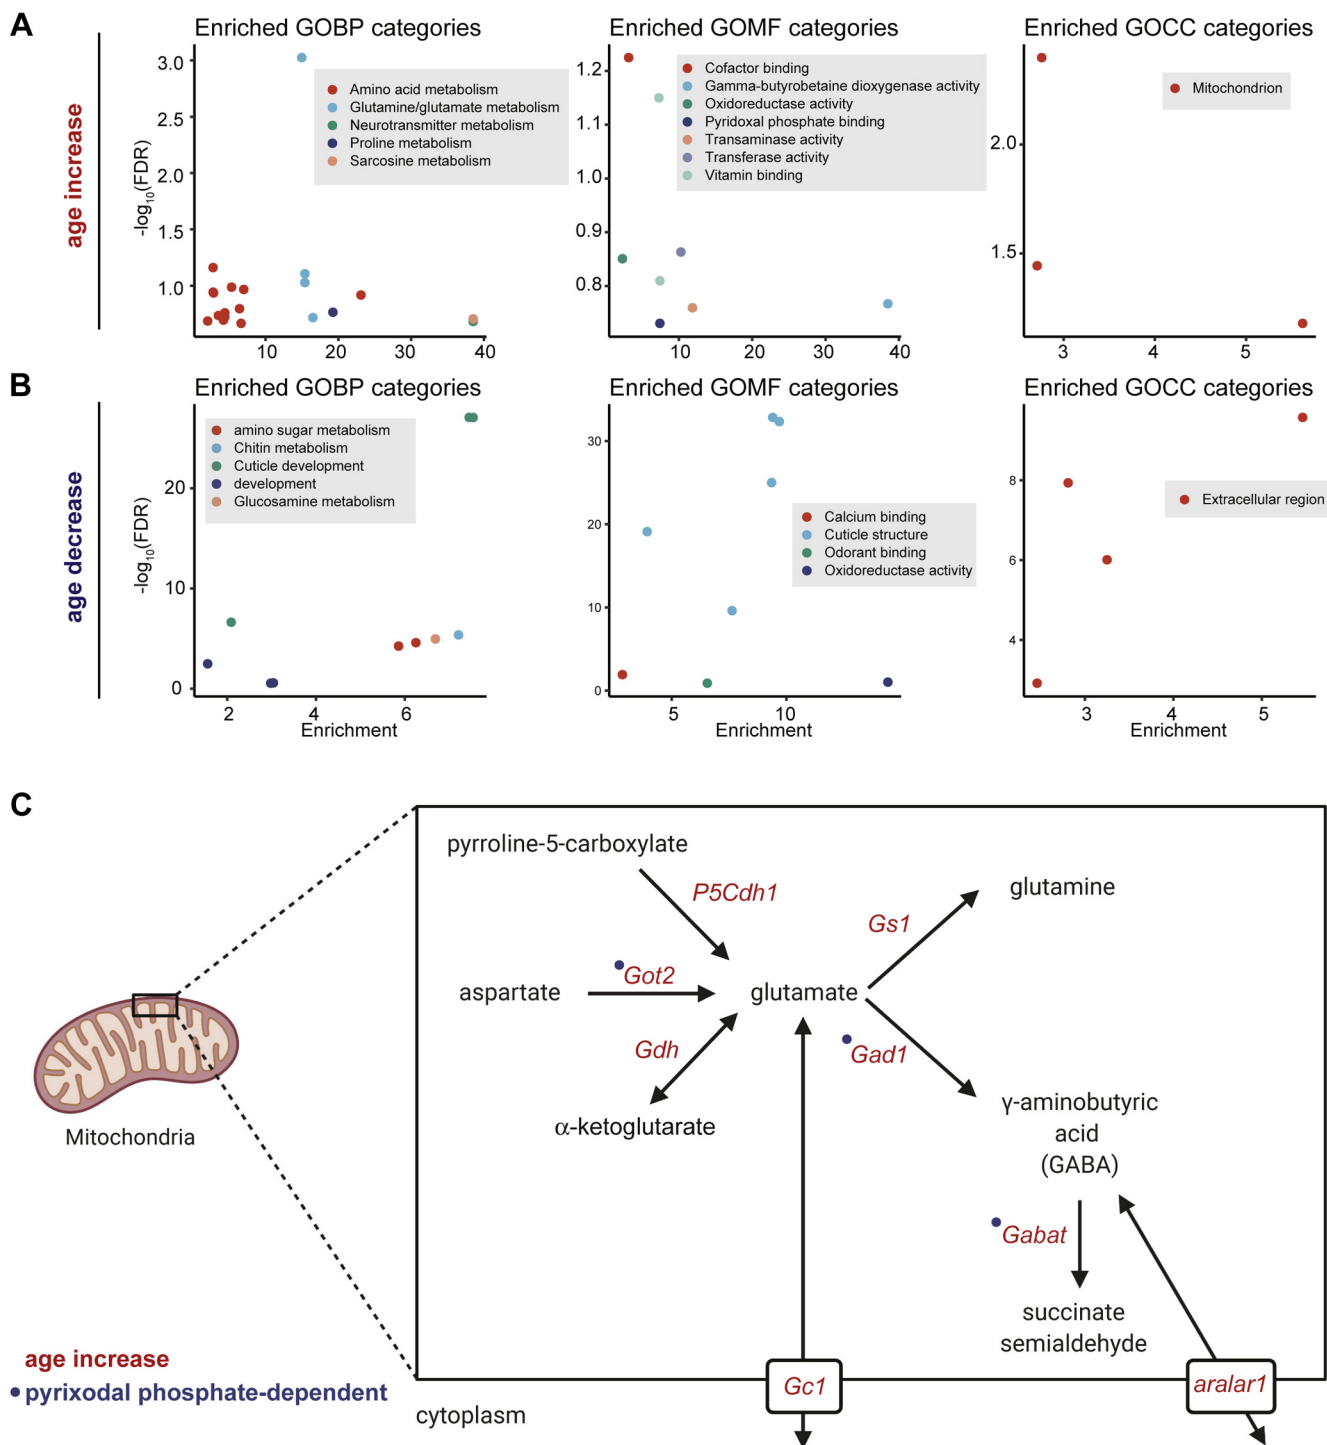 A
age increase
Enriched GOBP categories
-log10(FDR)
3.0
2.5
2.0
1.5
1.0
10
20
30
40
Amino acid metabolism
Glutamine/glutamate metabolism
Neurotransmitter metabolism
Proline metabolism
Sarcosine metabolism
Enriched GOMF categories
1.2
1.1
1.0
0.9
0.8
10
20
30
40
Cofactor binding
Gamma-butyrobetaine dioxygenase activity
Oxidoreductase activity
Pyridoxal phosphate binding
Transaminase activity
Transferase activity
Vitamin binding
Enriched GOCC categories
2.0
1.5
3
4
5
Mitochondrion
B
age decrease
Enriched GOBP categories
-log10(FDR)
20
10
0
2
4
6
Enrichment
amino sugar metabolism
Chitin metabolism
Cuticle development
development
Glucosamine metabolism
Enriched GOMF categories
30
20
10
0
5
10
Enrichment
Calcium binding
Cuticle structure
Odorant binding
Oxidoreductase activity
Enriched GOCC categories
8
6
4
3
4
5
Enrichment
Extracellular region
C
Mitochondria
pyrroline-5-carboxylate
P5Cdh1
glutamine
Gs1
aspartate
Got2
glutamate
Gdh
Gad1
α-ketoglutarate
γ-aminobutyric
acid
(GABA)
Gabat
succinate
semialdehyde
Gc1
aralar1
cytoplasm
age increase
pyrixodal phosphate-dependent